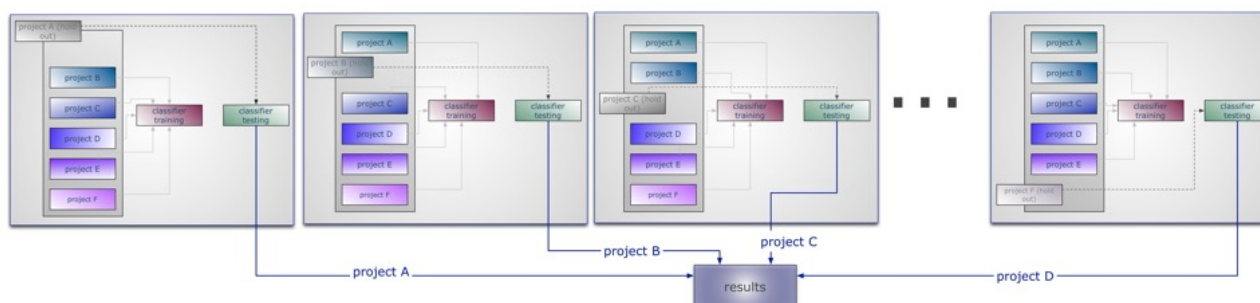 project A (hold
out)
project B
project C
project D
project E
project F
classifier
training
classifier
testing
project A
project B (hold
out)
project C
project D
project E
project F
classifier
training
classifier
testing
project A
project B
project C (hold
out)
project D
project E
project F
classifier
training
classifier
testing
project A
project B
project C
project D
project E
project F (hold
out)
classifier
training
classifier
testing
project A
project B
project C
project D
results